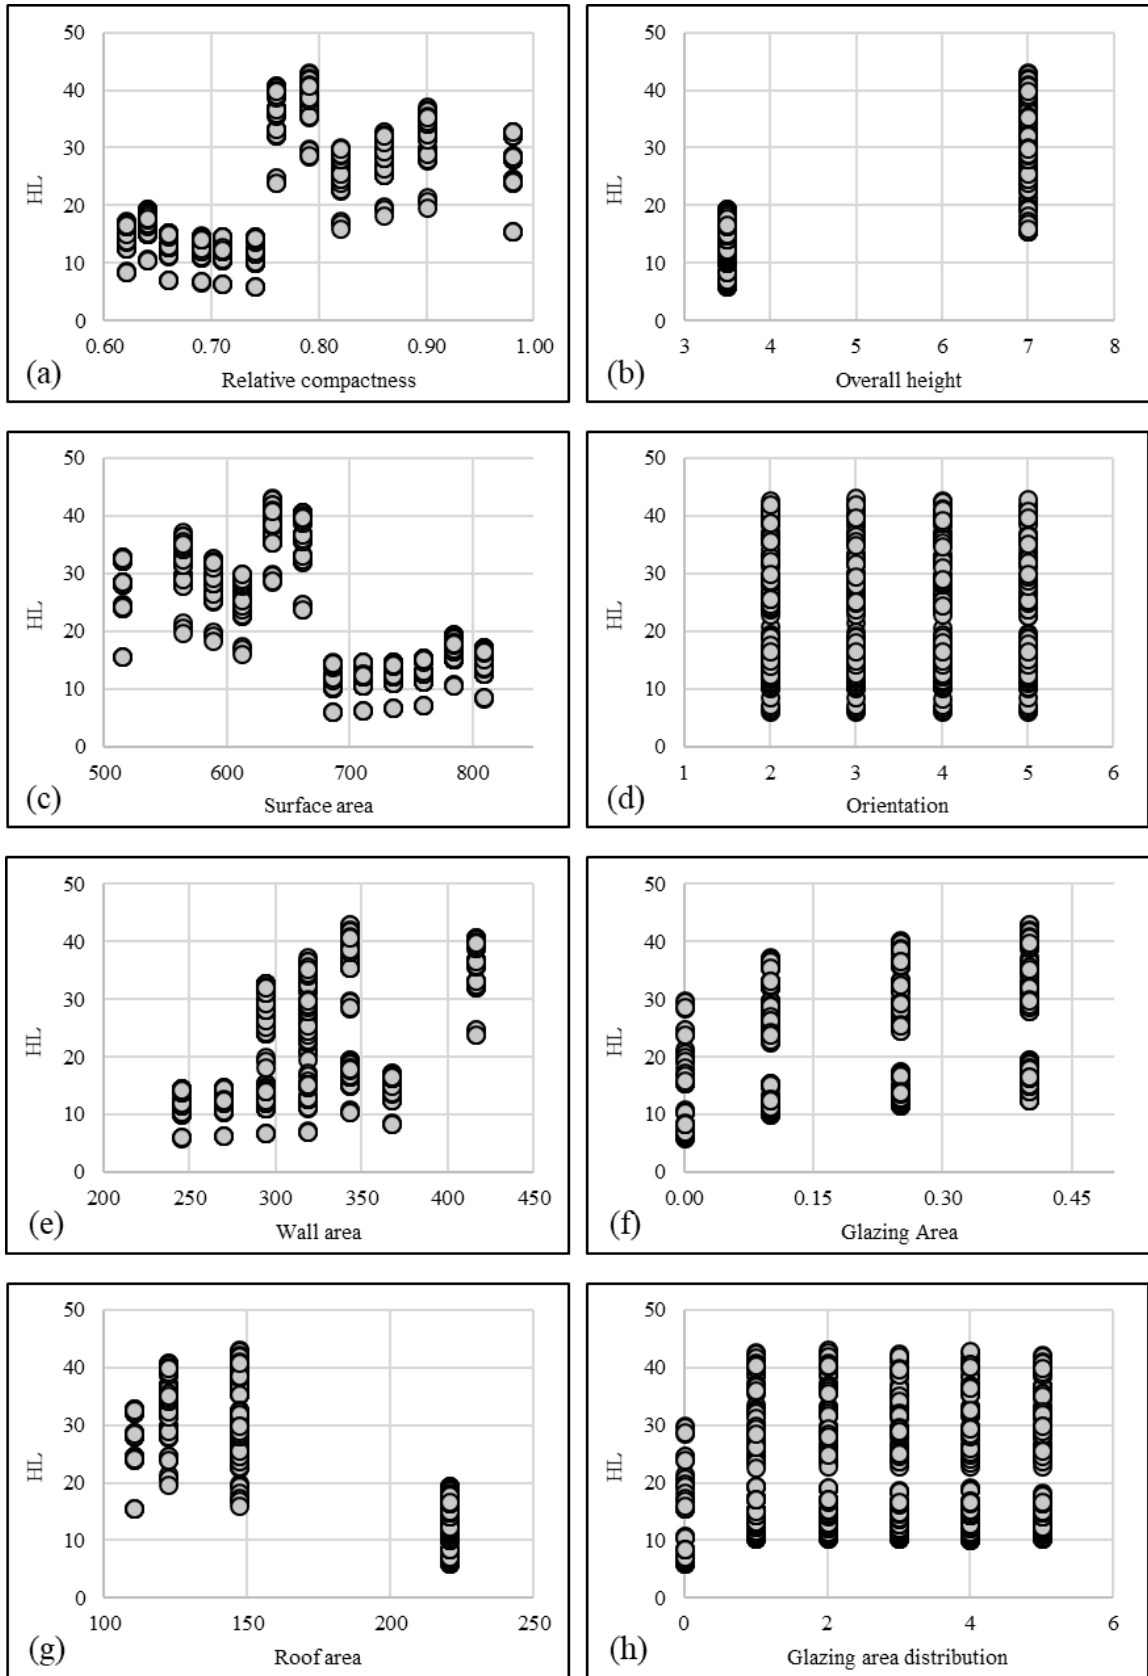 50
40
30
20
10
0
HL
0.60 0.70 0.80 0.90 1.00
(a) Relative compactness
50
40
30
20
10
0
HL
3 4 5 6 7 8
(b) Overall height
50
40
30
20
10
0
HL
500 600 700 800
(c) Surface area
50
40
30
20
10
0
HL
1 2 3 4 5 6
(d) Orientation
50
40
30
20
10
0
HL
200 250 300 350 400 450
(e) Wall area
50
40
30
20
10
0
HL
0.00 0.15 0.30 0.45
(f) Glazing Area
50
40
30
20
10
0
HL
100 150 200 250
(g) Roof area
50
40
30
20
10
0
HL
0 2 4 6
(h) Glazing area distribution